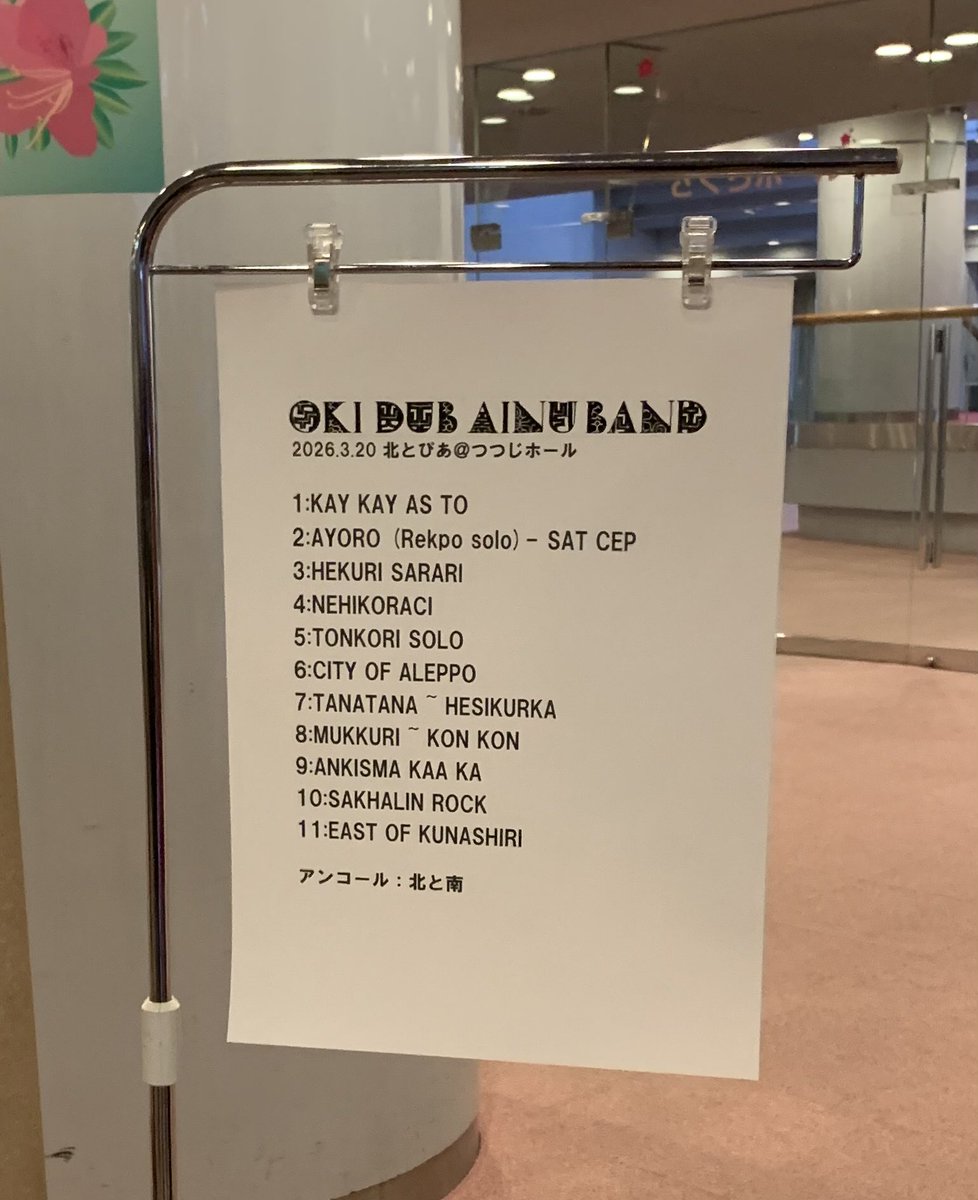 OKI DUB AINU BAND
2026.3.20 北とぴあ@つつじホール
1:KAY KAY AS TO
2:AYORO (Rekpo solo) - SAT CEP
3:HEKURI SARARI
4:NEHIKORACI
5:TONKORI SOLO
6:CITY OF ALEPPO
7:TANATANA ~ HESIKURKA
8:MUKKURI ~ KON KON
9:ANKISMA KAA KA
10:SAKHALIN ROCK
11:EAST OF KUNASHIRI
アンコール：北と南